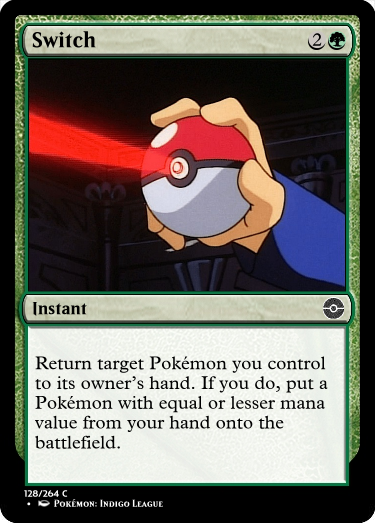 Switch 2
Instant
Return target Pokémon you control
to its owner's hand. If you do, put a
Pokémon with equal or lesser mana
value from your hand onto the
battlefield.
128/264 C
• Pokémon: Indigo League